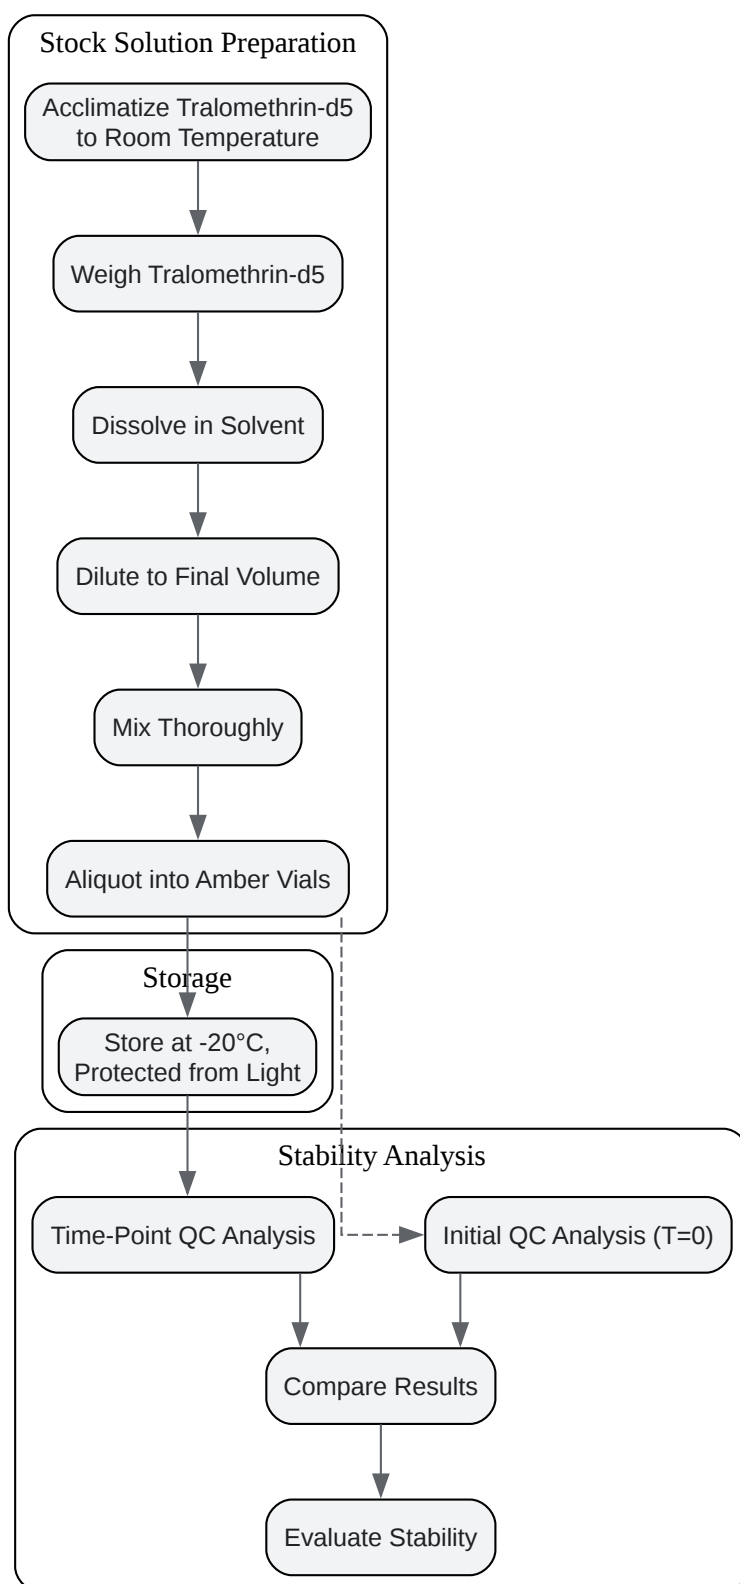 Stock Solution Preparation
Acclimatize Tralomethrin-d5
to Room Temperature
Weigh Tralomethrin-d5
Dissolve in Solvent
Dilute to Final Volume
Mix Thoroughly
Aliquot into Amber Vials
Storage
Store at -20°C,
Protected from Light
Stability Analysis
Time-Point QC Analysis
Initial QC Analysis (T=0)
Compare Results
Evaluate Stability